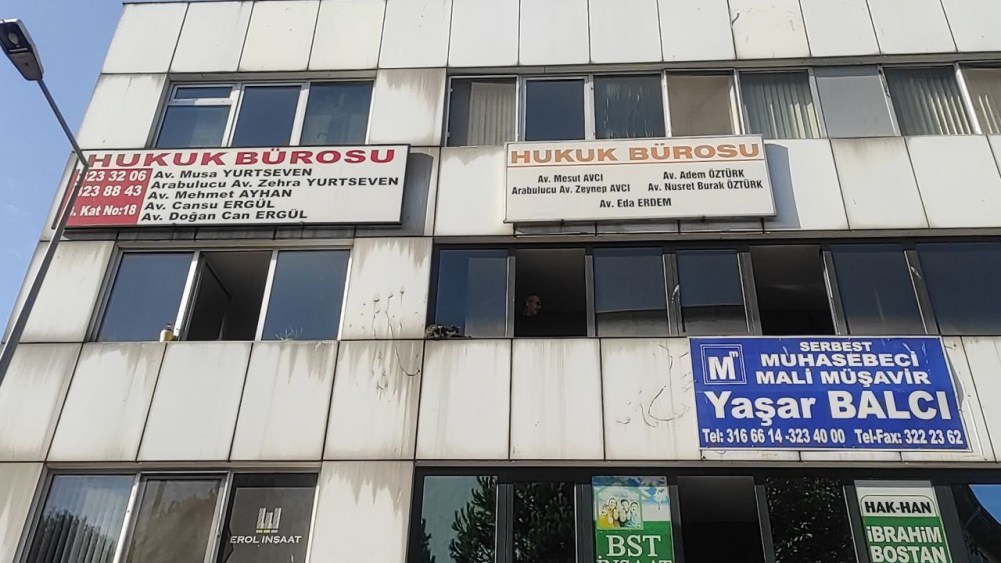 HUKUK BÜROSU
323 32 06
Av. Musa YURTSEVEN
Arabulucu Av. Zehra YURTSEVEN
323 88 43
Av. Mehmet AYHAN
Av. Cansu ERGÜL
Kat No:18
Av. Doğan Can ERGÜL
HUKUK BÜROSU
Av. Mesut AVCI
Av. Adem ÖZTÜRK
Arabulucu Av. Zeynep AVCI
Av. Nusret Burak ÖZTÜRK
Av. Eda ERDEM
Mm
SERBEST
MUHASEBECİ
MALİ MÜŞAVİR
Yaşar BALCI
Tel: 316 66 14 -323 40 00 Tel-Fax: 322 23 62
EROL İNŞAAT
BST
İNŞAAT
HAK-HAN
İBRAHİM
BOSTAN